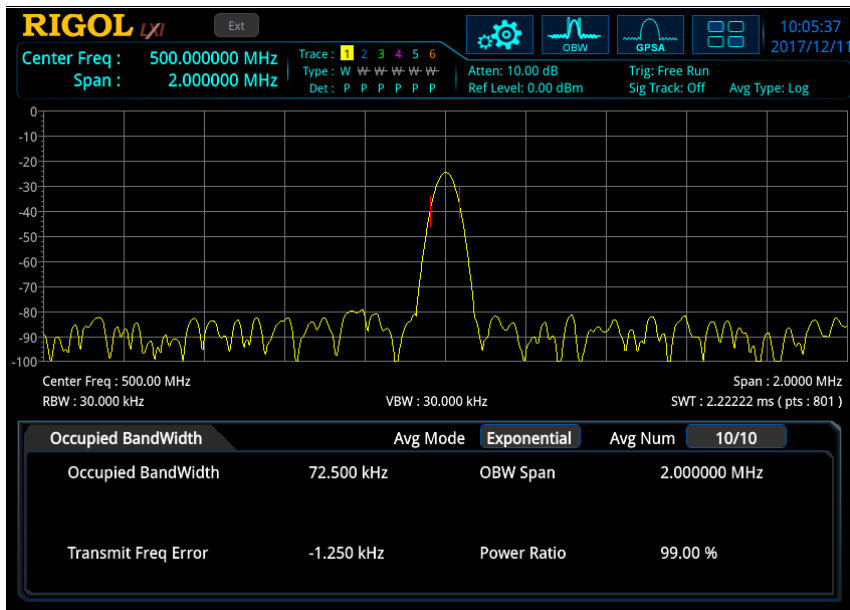 RIGOL LXI Ext 10:05:37
OBW GPSA 2017/12/11
Center Freq : 500.000000 MHz
Span : 2.000000 MHz
Trace : 1 2 3 4 5 6
Type : W W W W W W
Det : P P P P P P
Atten: 10.00 dB Trig: Free Run
Ref Level: 0.00 dBm Sig Track: Off Avg Type: Log
0
-10
-20
-30
-40
-50
-60
-70
-80
-90
-100
Center Freq : 500.00 MHz Span : 2.0000 MHz
RBW : 30.000 kHz VBW : 30.000 kHz SWT : 2.22222 ms ( pts : 801 )
Occupied BandWidth Avg Mode Exponential Avg Num 10/10
Occupied BandWidth 72.500 kHz OBW Span 2.000000 MHz
Transmit Freq Error -1.250 kHz Power Ratio 99.00 %